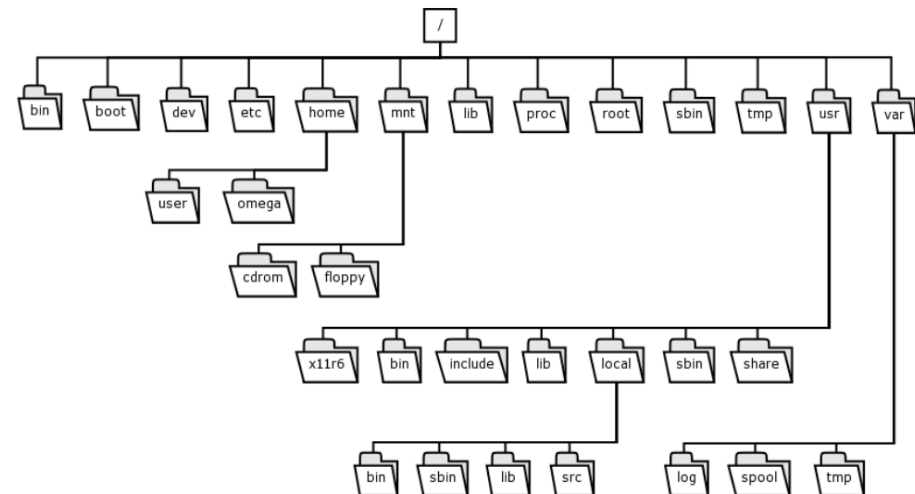 /
bin boot dev etc home mnt lib proc root sbin tmp usr var
user omega
cdrom floppy
x11r6 bin include lib local sbin share
bin sbin lib src log spool tmp